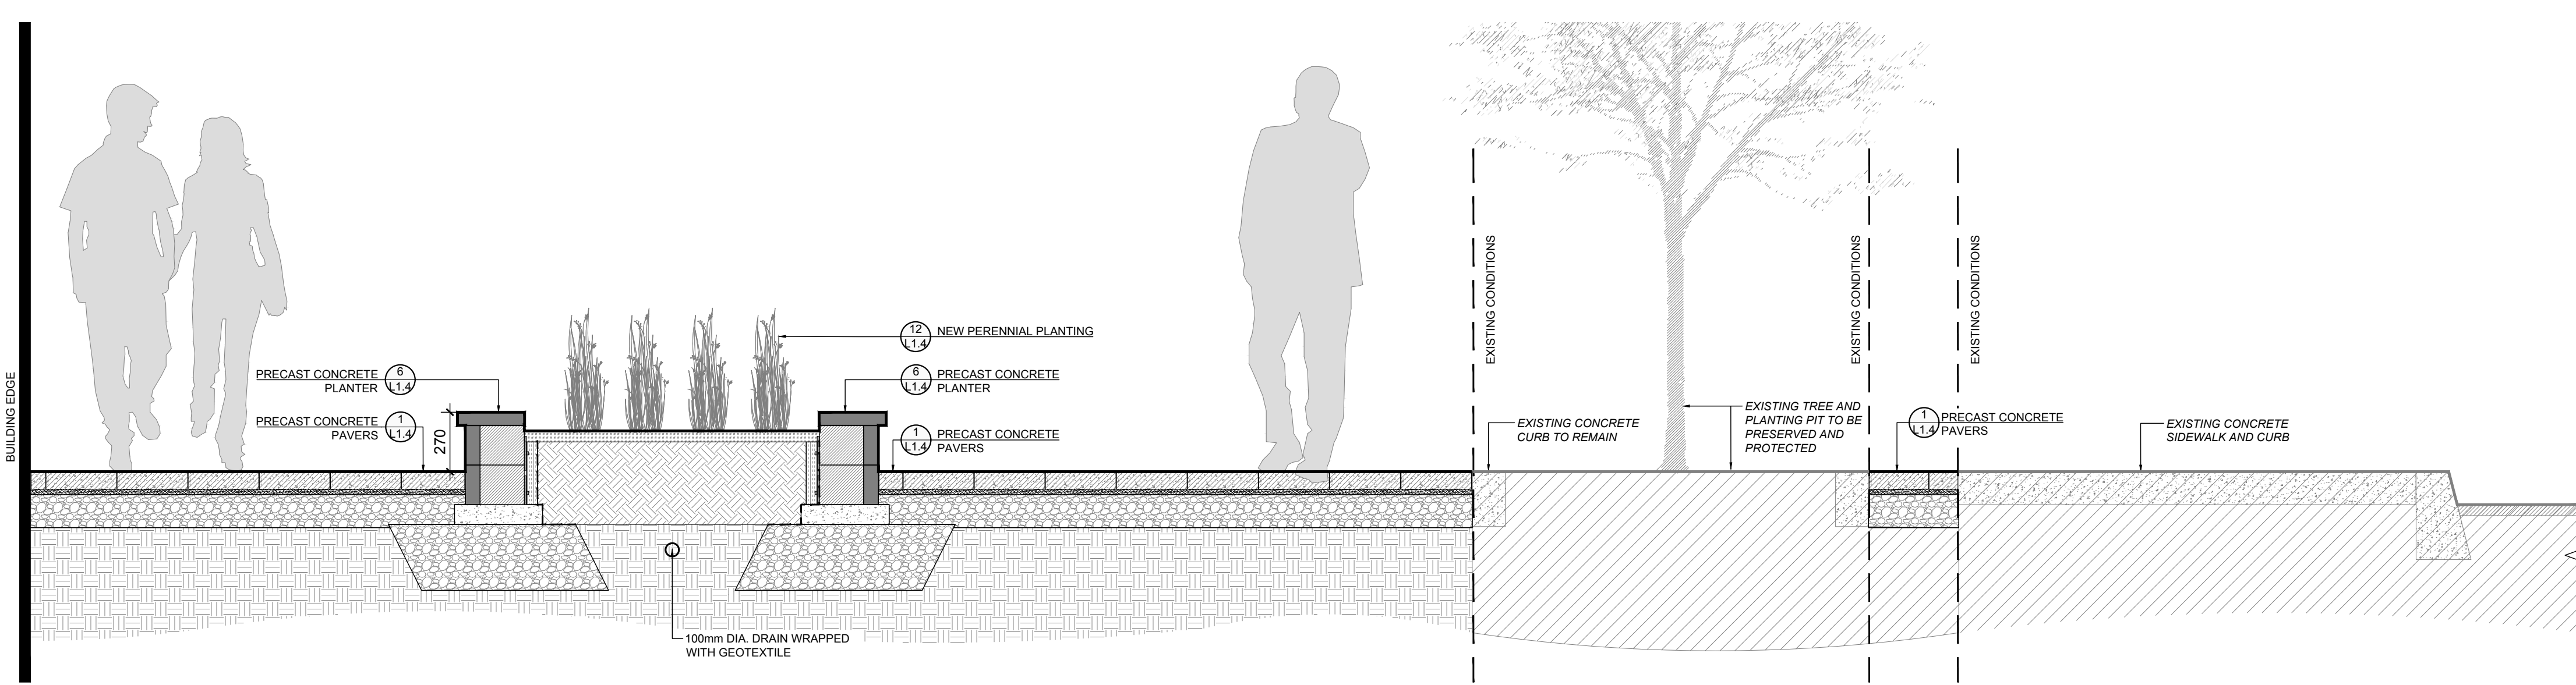 BUILDING EDGE
PRECAST CONCRETE
PLANTER
6
L1.4
PRECAST CONCRETE
PAVERS
1
L1.4
270
12
L1.4
NEW PERENNIAL PLANTING
6
L1.4
PRECAST CONCRETE
PLANTER
1
L1.4
PRECAST CONCRETE
PAVERS
100mm DIA. DRAIN WRAPPED
WITH GEOTEXTILE
EXISTING CONDITIONS
EXISTING CONCRETE
CURB TO REMAIN
EXISTING TREE AND
PLANTING PIT TO BE
PRESERVED AND
PROTECTED
EXISTING CONDITIONS
EXISTING CONDITIONS
1
L1.4
PRECAST CONCRETE
PAVERS
EXISTING CONCRETE
SIDEWALK AND CURB